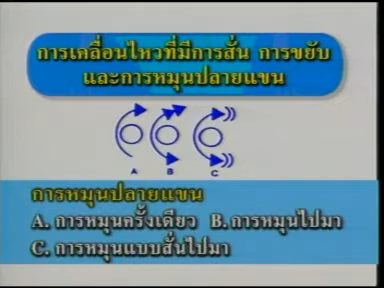 การเคลื่อนไหวที่มีการสั่น การขยับ
และการหมุนปลายแขน
A B C
การหมุนปลายแขน
A. การหมุนครั้งเดียว B. การหมุนไปมา
C. การหมุนแบบสั่นไปมา